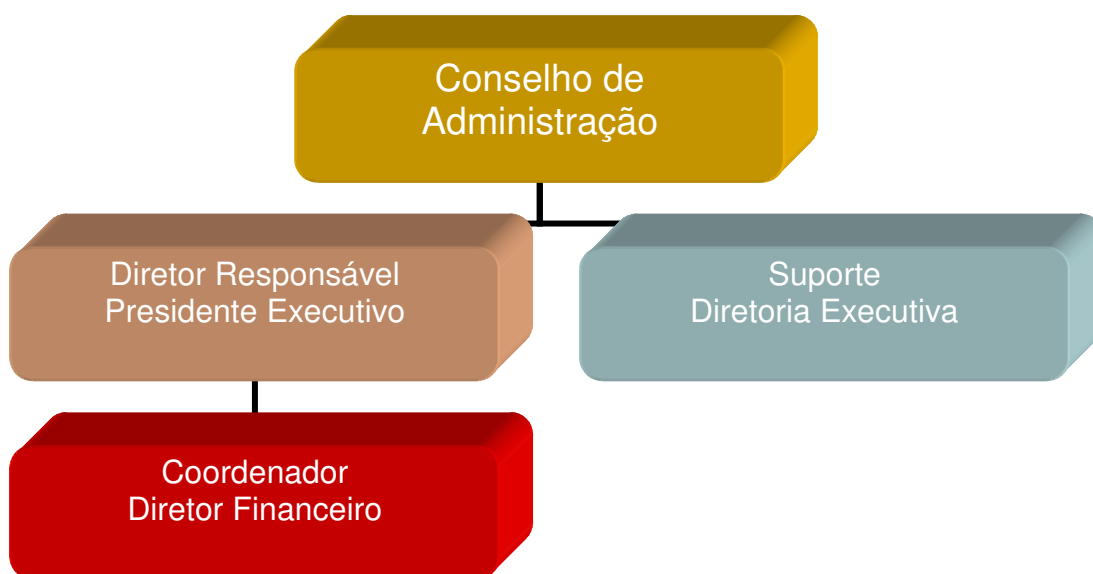 Conselho de
Administração
Diretor Responsável
Presidente Executivo
Suporte
Diretoria Executiva
Coordenador
Diretor Financeiro